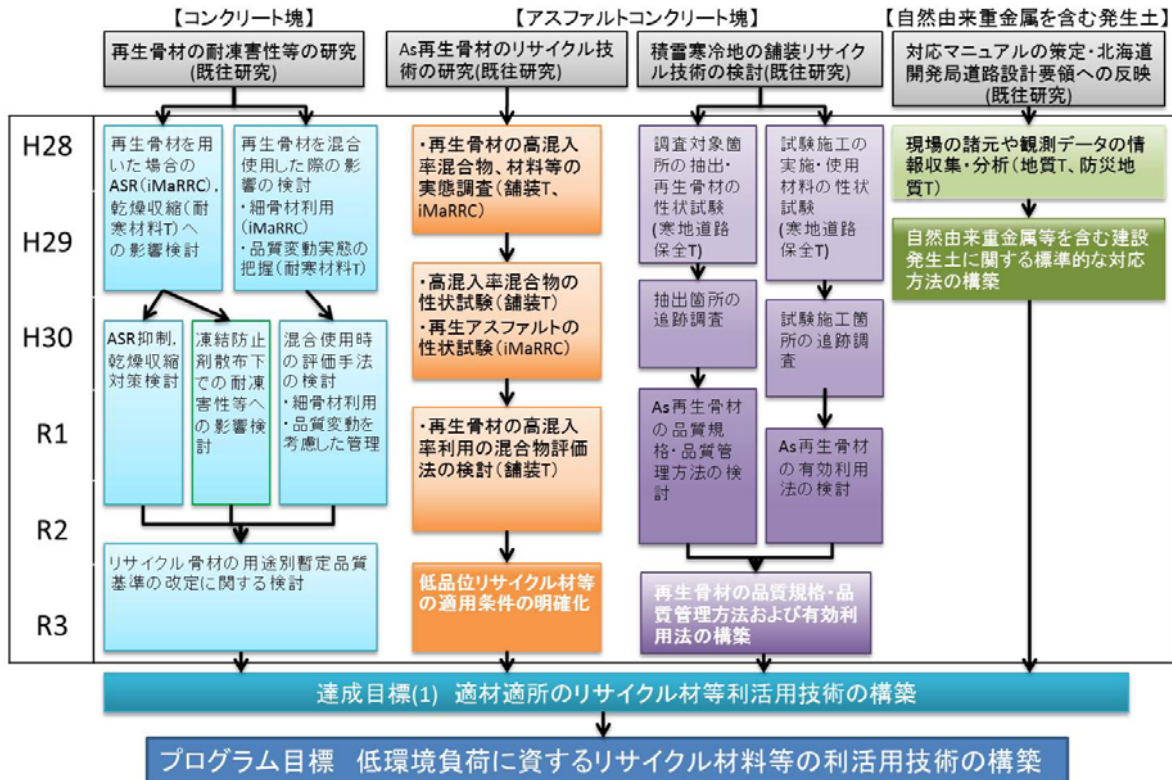 【コンクリート塊】
【アスファルトコンクリート塊】
【自然由来重金属を含む発生土】
再生骨材の耐凍害性等の研究
(既往研究)
As再生骨材のリサイクル技
術の研究(既往研究)
積雪寒冷地の舗装リサイク
ル技術の検討(既往研究)
対応マニュアルの策定・北海道
開発局道路設計要領への反映
(既往研究)
H28
H29
H30
R1
R2
R3
再生骨材を用
いた場合の
ASR(iMaRRC),
乾燥収縮(耐
寒材料T)へ
の影響検討
再生骨材を混合
使用した際の影
響の検討
・細骨材利用
(iMaRRC)
・品質変動実態の
把握(耐寒材料T)
ASR抑制,
乾燥収縮
対策検討
凍結防止
剤散布下
での耐凍
害性等へ
の影響検
討
混合使用時
の評価手法
の検討
・細骨材利用
・品質変動を
考慮した管理
リサイクル骨材の用途別暫定品質
基準の改定に関する検討
・再生骨材の高混入
率混合物、材料等の
実態調査(舗装T、
iMaRRC)
・高混入率混合物の
性状試験(舗装T)
・再生アスファルトの
性状試験(iMaRRC)
・再生骨材の高混入
率利用の混合物評価
法の検討(舗装T)
低品位リサイクル材等
の適用条件の明確化
調査対象箇
所の抽出・
再生骨材の
性状試験
(寒地道路
保全T)
抽出箇所の
追跡調査
As再生骨材
の品質規
格・品質管
理方法の検
討
試験施工の
実施・使用
材料の性状
試験
(寒地道路
保全T)
試験施工箇
所の追跡調
査
As再生骨材
の有効利用
法の検討
再生骨材の品質規格・品
質管理方法および有効利
用法の構築
現場の諸元や観測データの情
報収集・分析(地質T、防災地
質T)
自然由来重金属等を含む建設
発生土に関する標準的な対応
方法の構築
達成目標(1) 適材適所のリサイクル材等利活用技術の構築
プログラム目標 低環境負荷に資するリサイクル材料等の利活用技術の構築